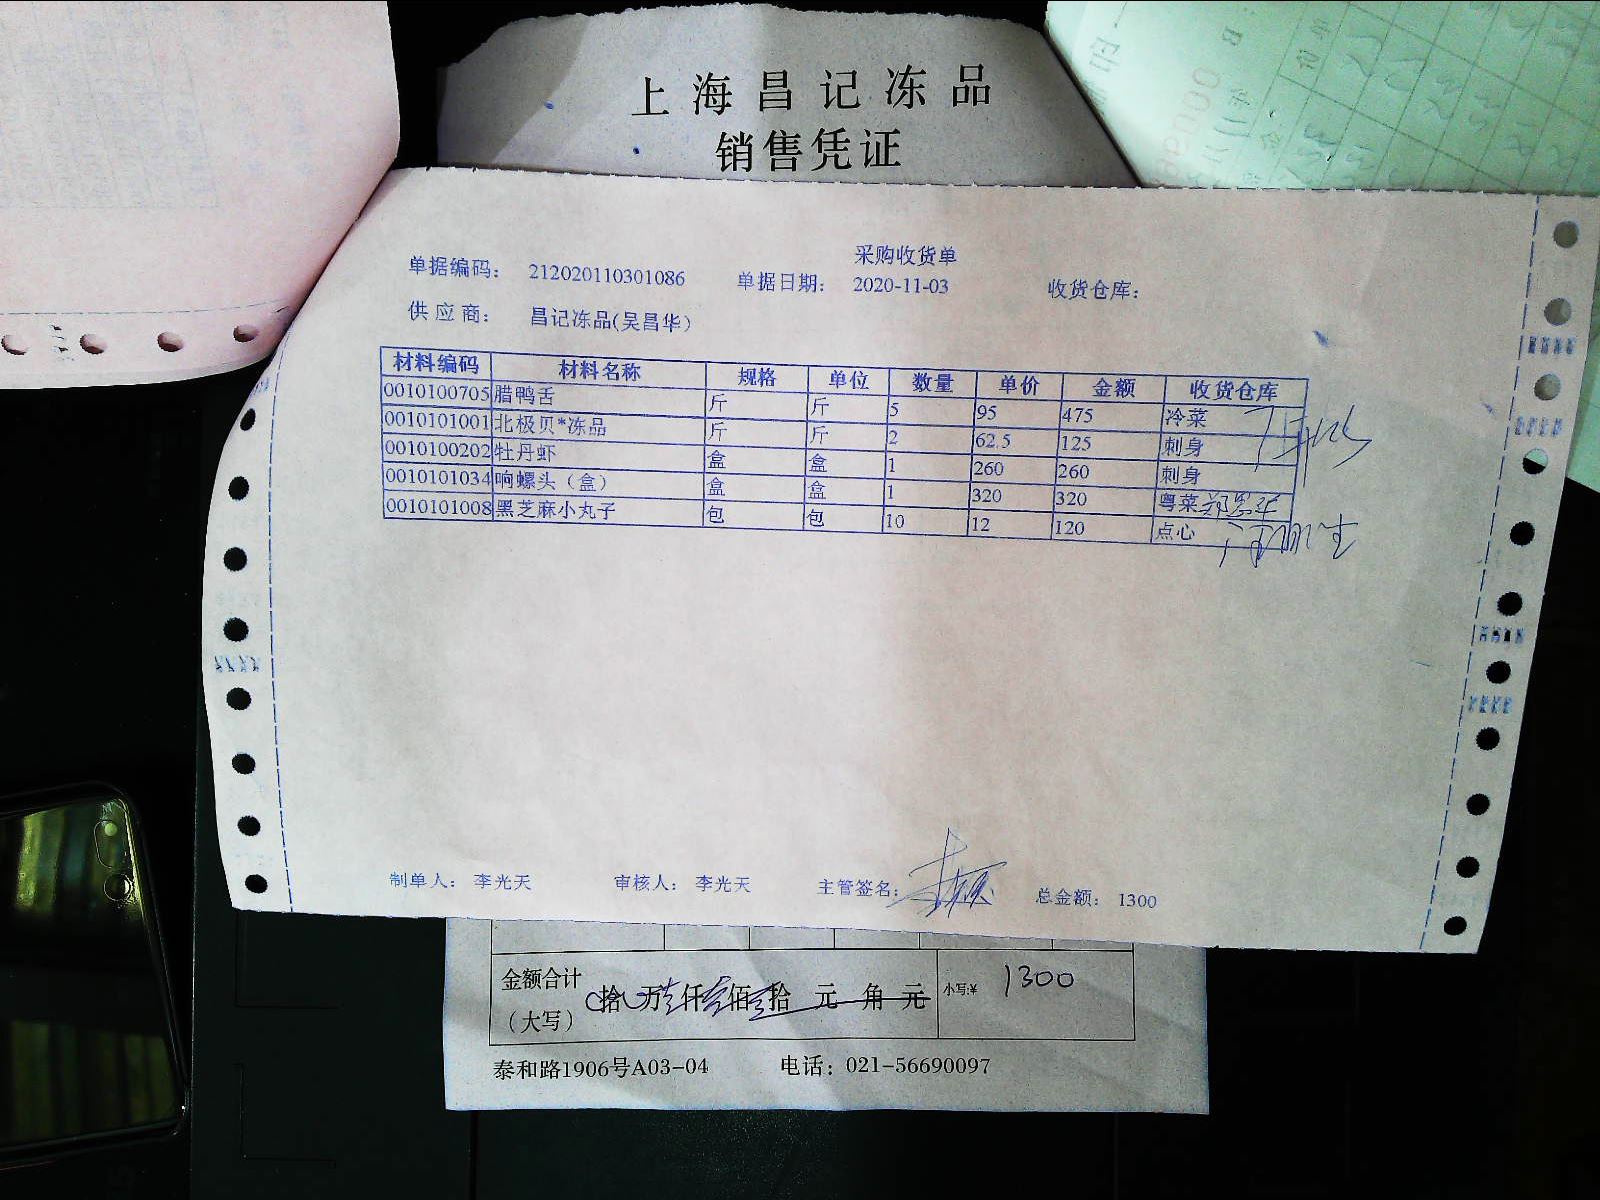 上海昌记冻品
销售凭证
采购收货单
单据编码： 212020110301086 单据日期： 2020-11-03 收货仓库：
供应商： 昌记冻品(吴昌华）
材料编码 材料名称 规格 单位 数量 单价 金额 收货仓库
0010100705 腊鸭舌 斤 斤 5 95 475 冷菜
0010101001 北极贝*冻品 斤 斤 2 62.5 125 刺身
0010100202 牡丹虾 盒 盒 1 260 260 刺身
0010101034 响螺头（盒） 盒 盒 1 320 320 粤菜
0010101008 黑芝麻小丸子 包 包 10 12 120 点心
制单人： 李光天 审核人： 李光天 主管签名： 总金额： 1300
金额合计
（大写）
拾 万 仟 佰 拾 元 角 元 小写:¥ 1300
泰和路1906号A03-04 电话：021-56690097